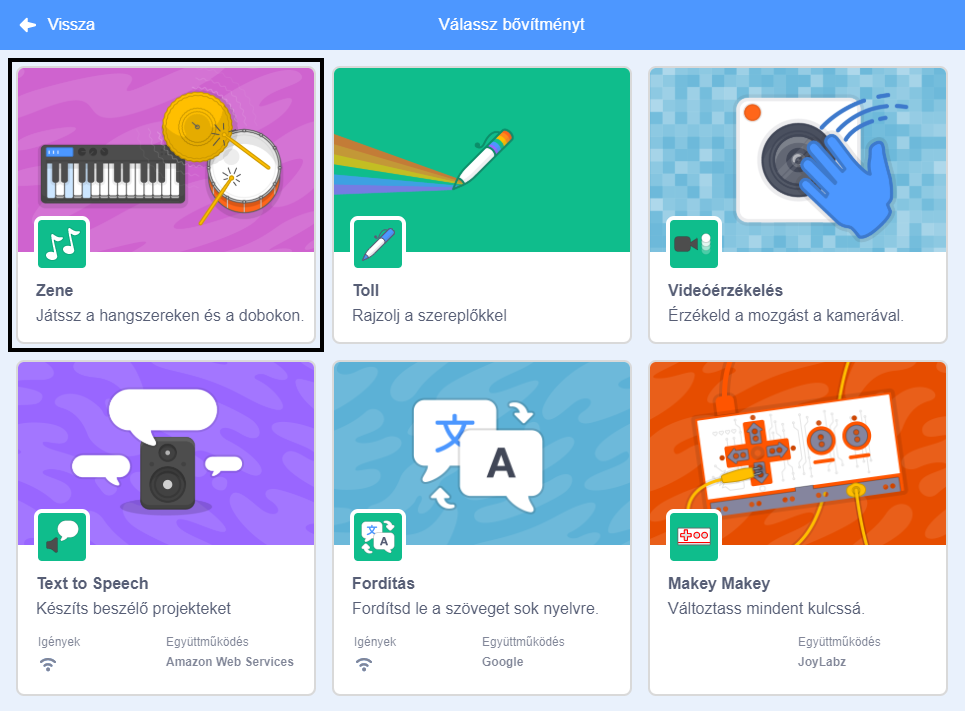 Vissza
Válassz bővítményt
Zene
Játssz a hangszereken és a dobokon.
Toll
Rajzolj a szereplőkkel
Videóérzékelés
Érzékeld a mozgást a kamerával.
文 A
文 A
Text to Speech
Készíts beszélő projekteket
Igények
Együttműködés
Amazon Web Services
Fordítás
Fordítsd le a szöveget sok nyelvre.
Igények
Együttműködés
Google
Makey Makey
Változtass mindent kulcssá.
Együttműködés
JoyLabz